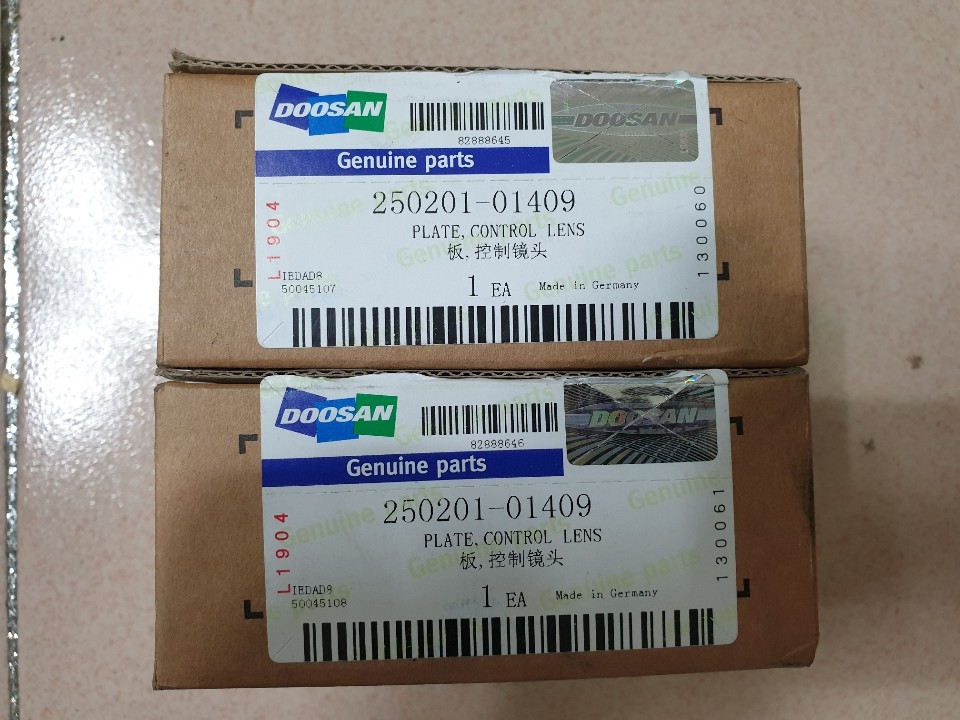 DOOSAN
82888645
DOOSAN
Genuine parts
250201-01409
PLATE, CONTROL LENS
板, 控制镜头
L1904
130060
IBDAD8
50045107
1 EA
Made in Germany
DOOSAN
82888646
DOOSAN
Genuine parts
250201-01409
PLATE, CONTROL LENS
板, 控制镜头
L1904
130061
IBDAD8
50045108
1 EA
Made in Germany